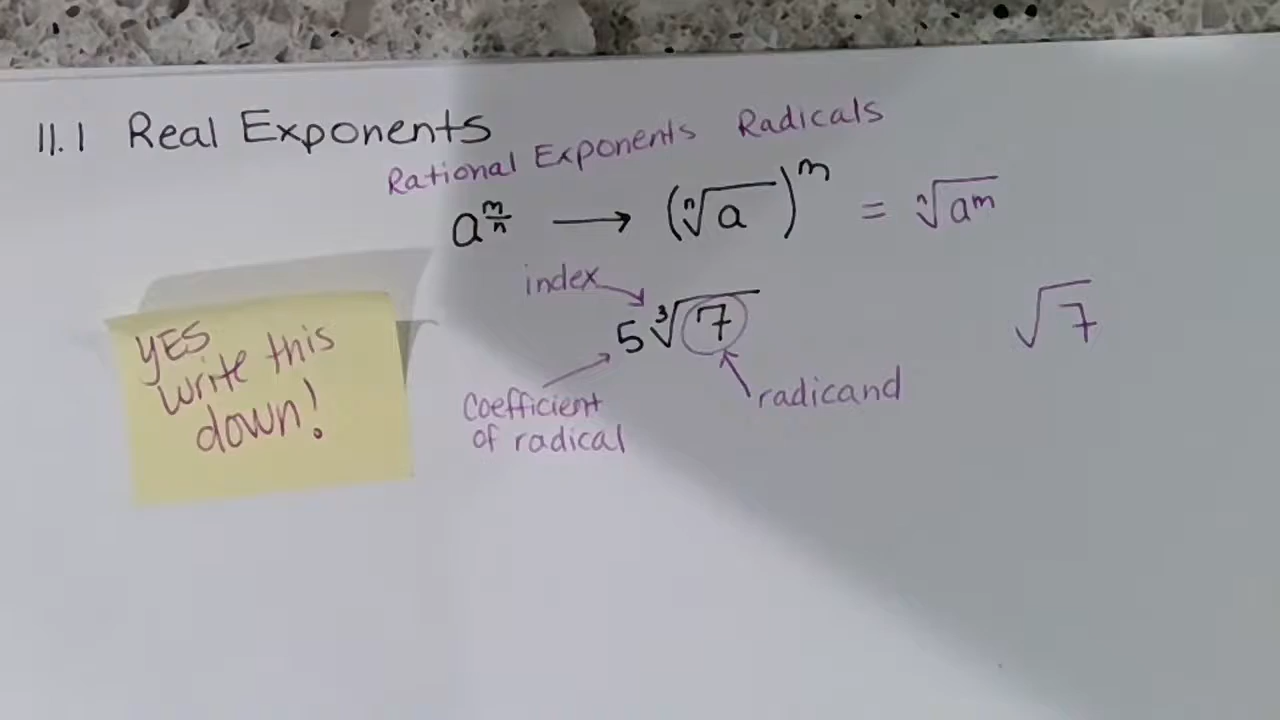 11.1 Real Exponents
Rational Exponents Radicals
a^{m/n} → (ⁿ√a)^m = ⁿ√a^m
index
5 ³√7
√7
YES
Write this
down!
Coefficient
of radical
radicand